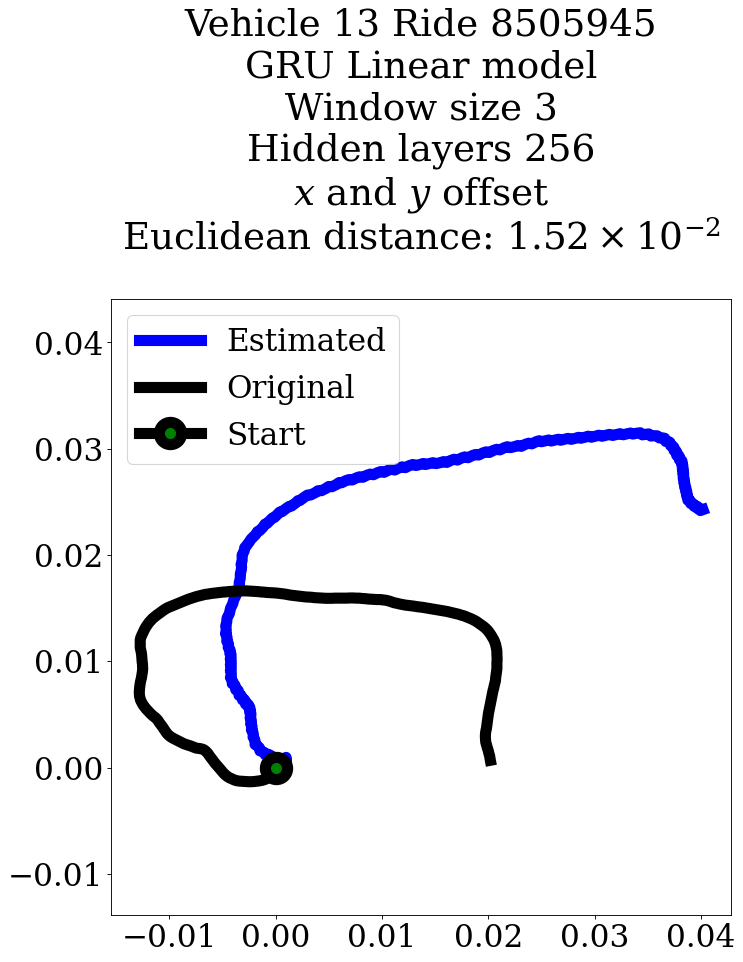 Vehicle 13 Ride 8505945
GRU Linear model
Window size 3
Hidden layers 256
x and y offset
Euclidean distance: 1.52 × 10⁻²
Estimated
Original
Start
0.04
0.03
0.02
0.01
0.00
−0.01
−0.01 0.00 0.01 0.02 0.03 0.04